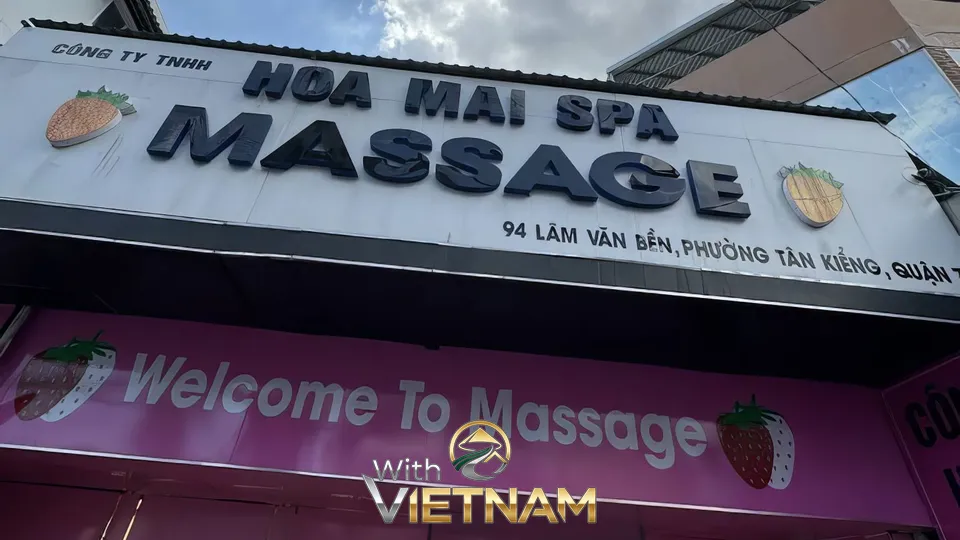 CÔNG TY TNHH
HOA MAI SPA
MASSAGE
94 LÂM VĂN BỀN, PHƯỜNG TÂN KIỂNG, QUẬN
Welcome To Massage
With
VIETNAM